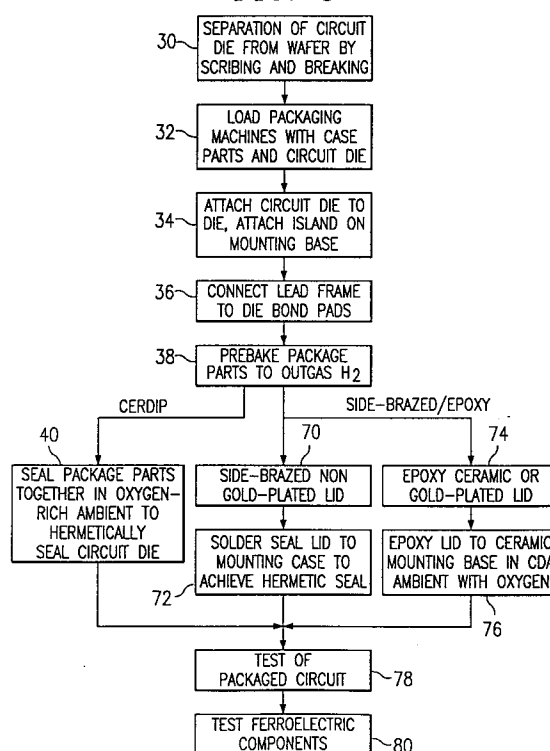 30
SEPARATION OF CIRCUIT
DIE FROM WAFER BY
SCRIBING AND BREAKING
32
LOAD PACKAGING
MACHINES WITH CASE
PARTS AND CIRCUIT DIE
34
ATTACH CIRCUIT DIE TO
DIE, ATTACH ISLAND ON
MOUNTING BASE
36
CONNECT LEAD FRAME
TO DIE BOND PADS
38
PREBAKE PACKAGE
PARTS TO OUTGAS H2
CERDIP
SIDE-BRAZED/EPOXY
40
SEAL PACKAGE PARTS
TOGETHER IN OXYGEN-
RICH AMBIENT TO
HERMETICALLY
SEAL CIRCUIT DIE
70
SIDE-BRAZED NON
GOLD-PLATED LID
SOLDER SEAL LID TO
MOUNTING CASE TO
ACHIEVE HERMETIC SEAL
72
74
EPOXY CERAMIC OR
GOLD-PLATED LID
EPOXY LID TO CERAMIC
MOUNTING BASE IN CDA
AMBIENT WITH OXYGEN
76
TEST OF
PACKAGED CIRCUIT
78
TEST FERROELECTRIC
COMPONENTS
80